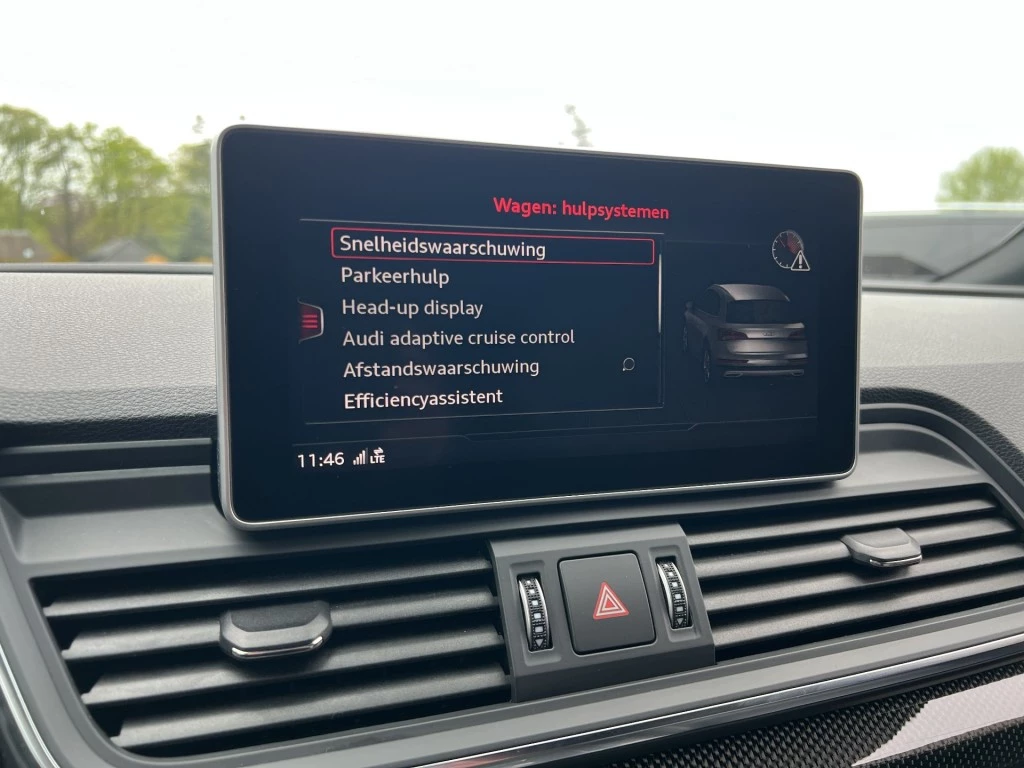 Wagen: hulpsystemen
Snelheidswaarschuwing
Parkeerhulp
Head-up display
Audi adaptive cruise control
Afstandswaarschuwing
Efficiencyassistent
11:46 LTE